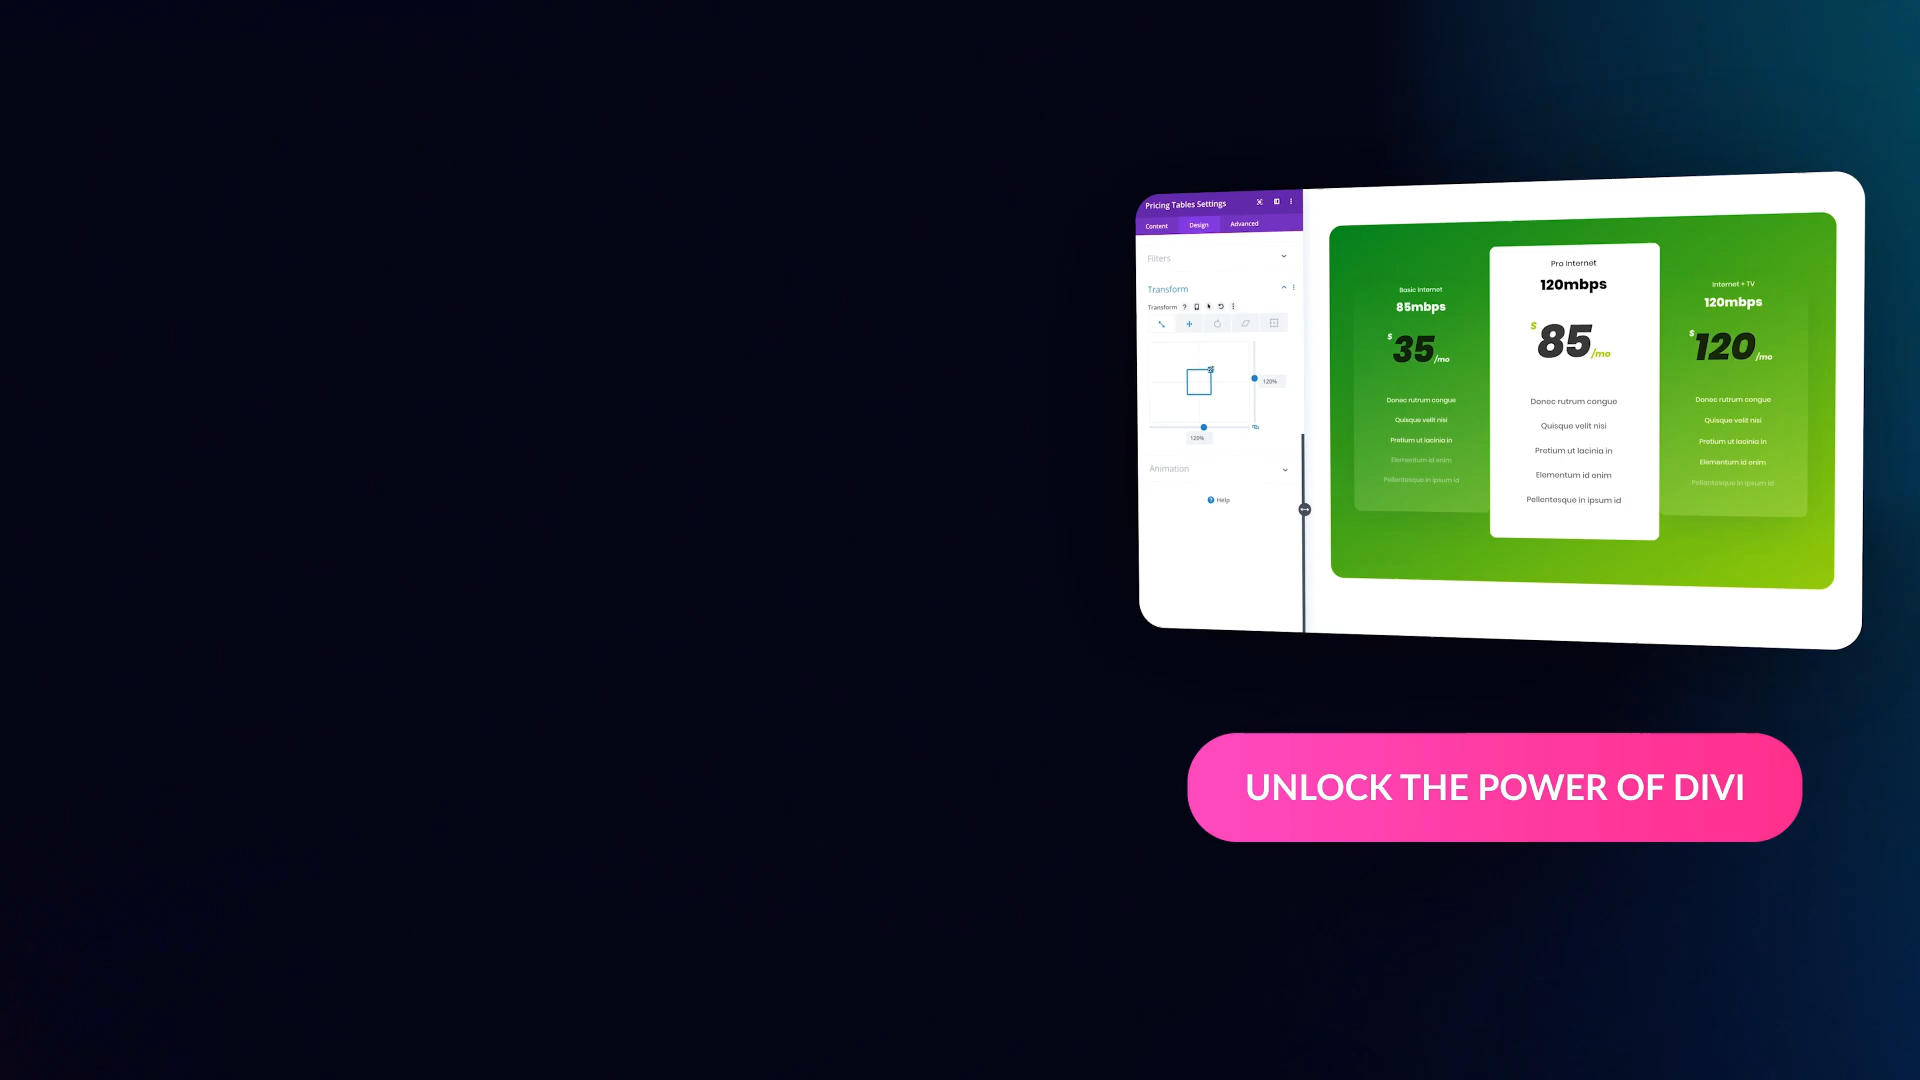 Pricing Tables Settings
Content Design Advanced
Filters
Transform
Transform ?
120%
120%
Animation
? Help
Basic Internet
85mbps
$ 35 /mo
Donec rutrum congue
Quisque velit nisi
Pretium ut lacinia in
Elementum id enim
Pellentesque in ipsum id
Pro Internet
120mbps
$ 85 /mo
Donec rutrum congue
Quisque velit nisi
Pretium ut lacinia in
Elementum id enim
Pellentesque in ipsum id
Internet + TV
120mbps
$ 120 /mo
Donec rutrum congue
Quisque velit nisi
Pretium ut lacinia in
Elementum id enim
Pellentesque in ipsum id
UNLOCK THE POWER OF DIVI